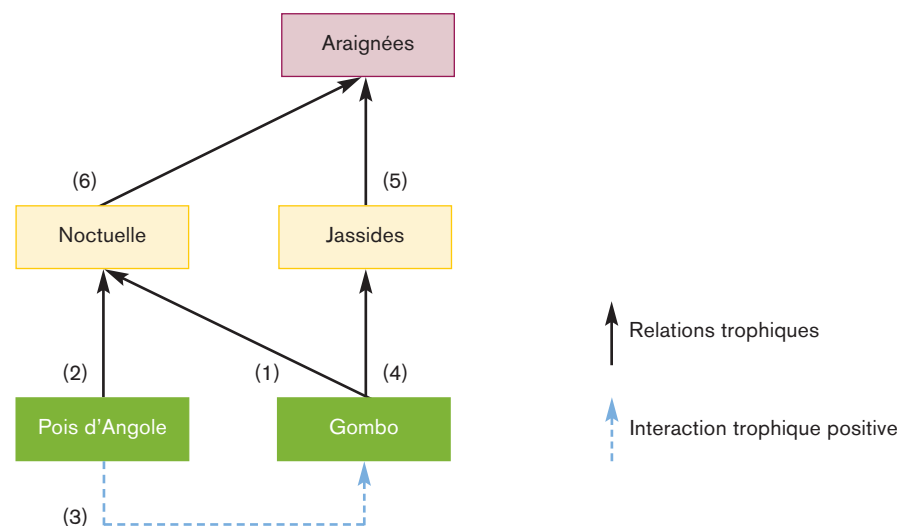 Araignées
(6)
(5)
Noctuelle
Jassides
Relations trophiques
(2)
(1)
(4)
Pois d'Angole
Gombo
Interaction trophique positive
(3)